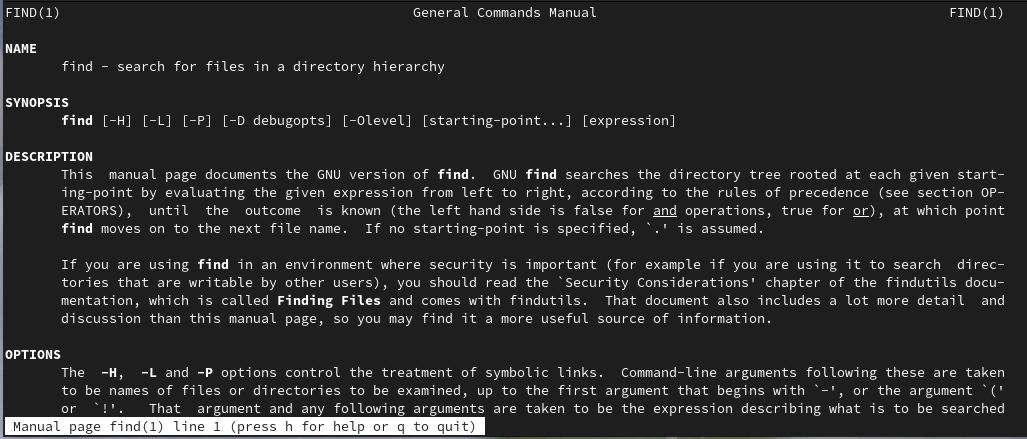 FIND(1) General Commands Manual FIND(1)
NAME
find - search for files in a directory hierarchy
SYNOPSIS
find [-H] [-L] [-P] [-D debugopts] [-Olevel] [starting-point...] [expression]
DESCRIPTION
This  manual page documents the GNU version of find.  GNU find searches the directory tree rooted at each given start-
ing-point by evaluating the given expression from left to right, according to the rules of precedence (see section OP-
ERATORS),  until  the  outcome  is known (the left hand side is false for and operations, true for or), at which point
find moves on to the next file name.  If no starting-point is specified, `.' is assumed.
If you are using find in an environment where security is important (for example if you are using it to search  direc-
tories that are writable by other users), you should read the `Security Considerations' chapter of the findutils docu-
mentation, which is called Finding Files and comes with findutils.  That document also includes a lot more detail  and
discussion than this manual page, so you may find it a more useful source of information.
OPTIONS
The  -H,  -L and -P options control the treatment of symbolic links.  Command-line arguments following these are taken
to be names of files or directories to be examined, up to the first argument that begins with `-', or the argument `('
or  `!'.  That  argument and any following arguments are taken to be the expression describing what is to be searched
Manual page find(1) line 1 (press h for help or q to quit)